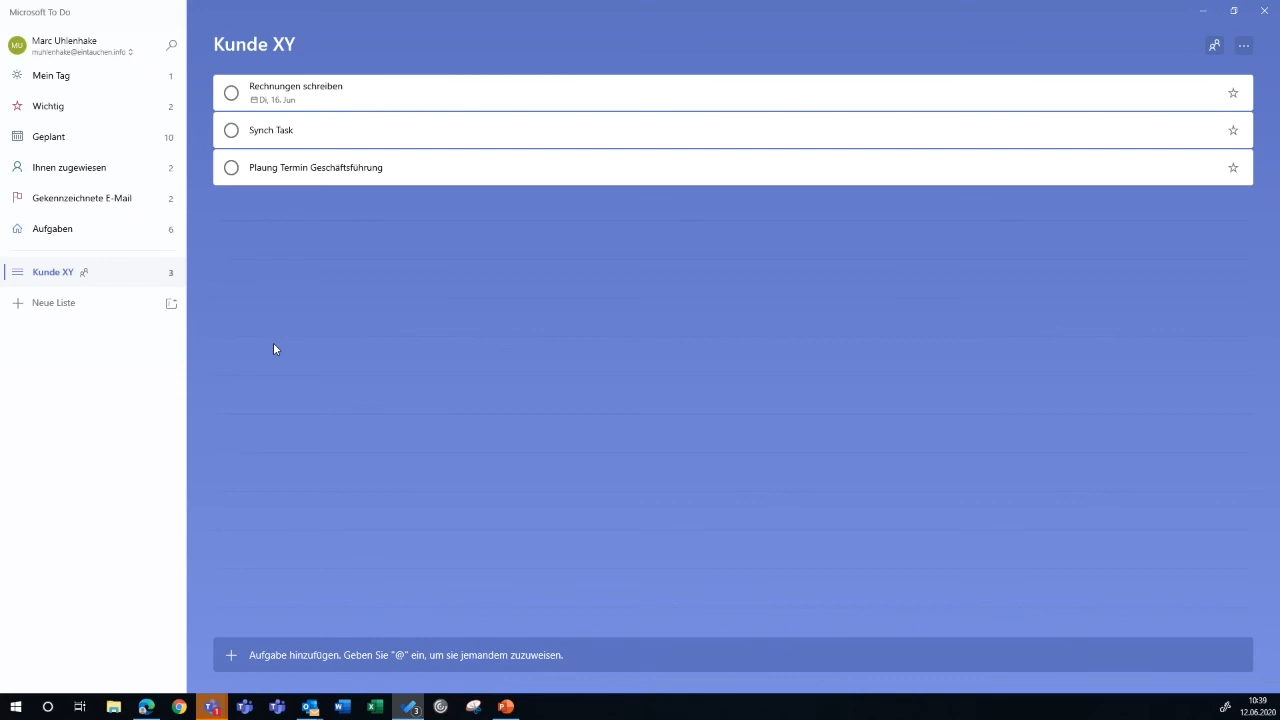 Microsoft To Do
MU
Marc Uhlenhake
muhlenhake@eintauchen.info
Mein Tag 1
Wichtig 2
Geplant 10
Ihnen zugewiesen 2
Gekennzeichnete E-Mail 2
Aufgaben 6
Kunde XY 3
Neue Liste
Kunde XY
Rechnungen schreiben
Di, 16. Jun
Synch Task
Plaung Termin Geschäftsführung
Aufgabe hinzufügen. Geben Sie "@" ein, um sie jemandem zuzuweisen.
10:39
12.06.2020